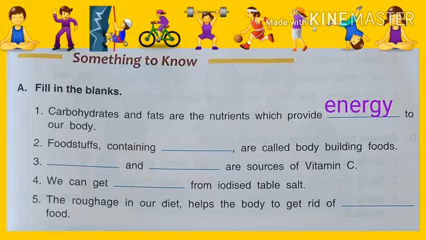 Made with KINEMASTER
Something to Know
A. Fill in the blanks.
1. Carbohydrates and fats are the nutrients which provide energy to
our body.
2. Foodstuffs, containing ____________, are called body building foods.
3. ____________ and ____________ are sources of Vitamin C.
4. We can get ____________ from iodised table salt.
5. The roughage in our diet, helps the body to get rid of ____________
food.